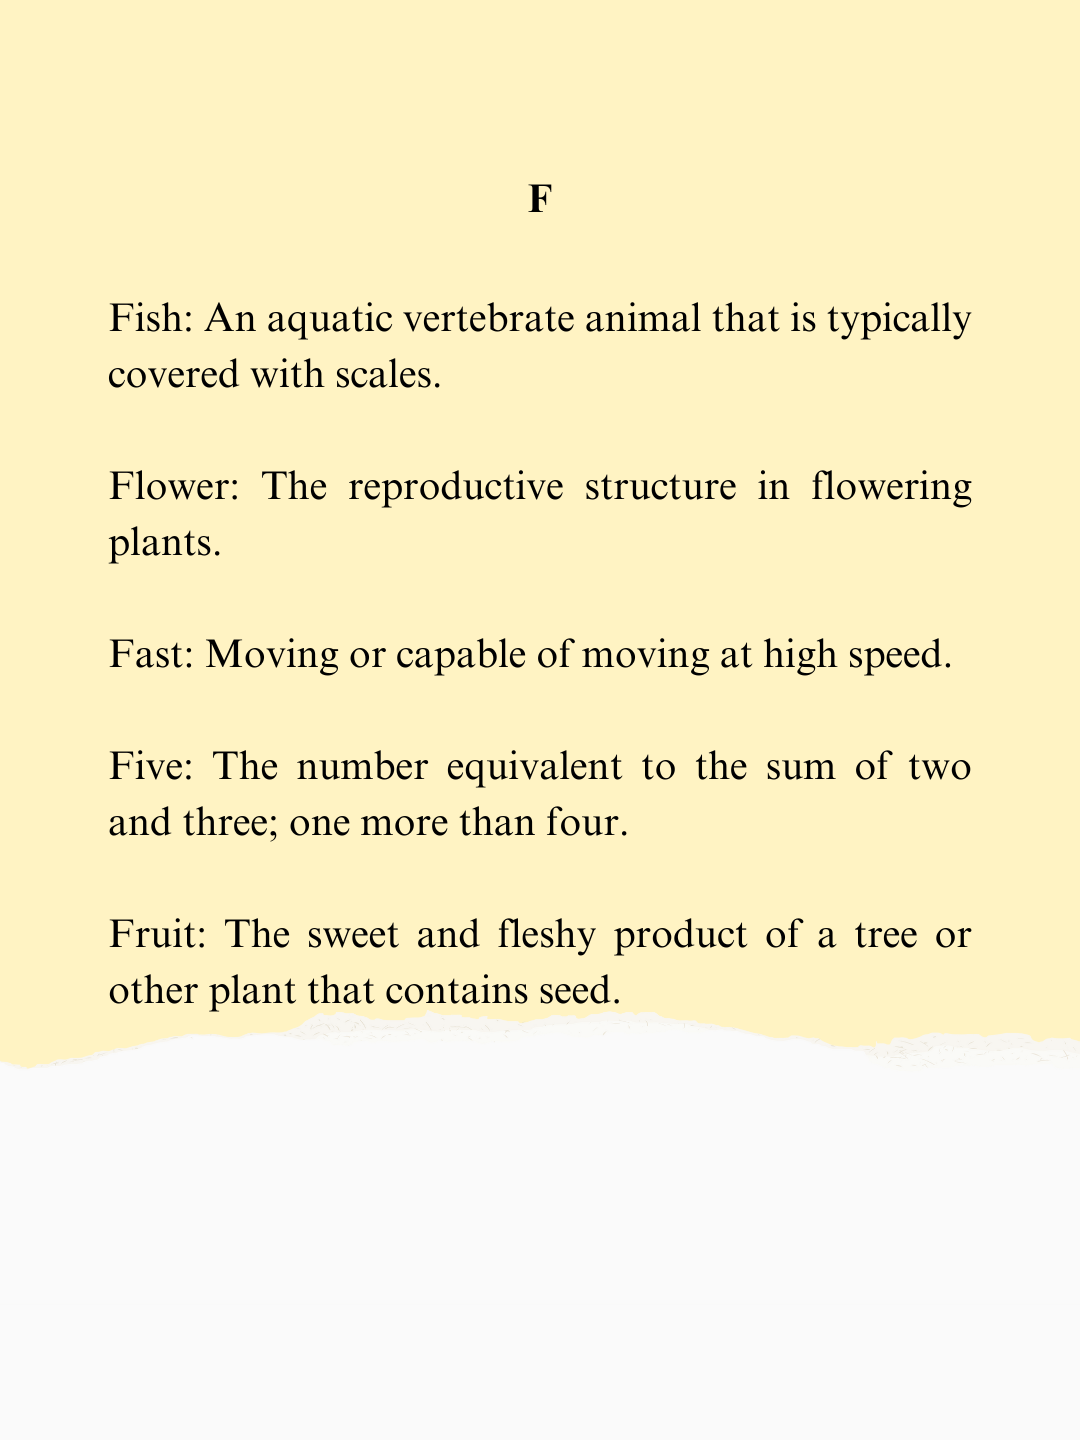 F
Fish: An aquatic vertebrate animal that is typically
covered with scales.
Flower: The reproductive structure in flowering
plants.
Fast: Moving or capable of moving at high speed.
Five: The number equivalent to the sum of two
and three; one more than four.
Fruit: The sweet and fleshy product of a tree or
other plant that contains seed.